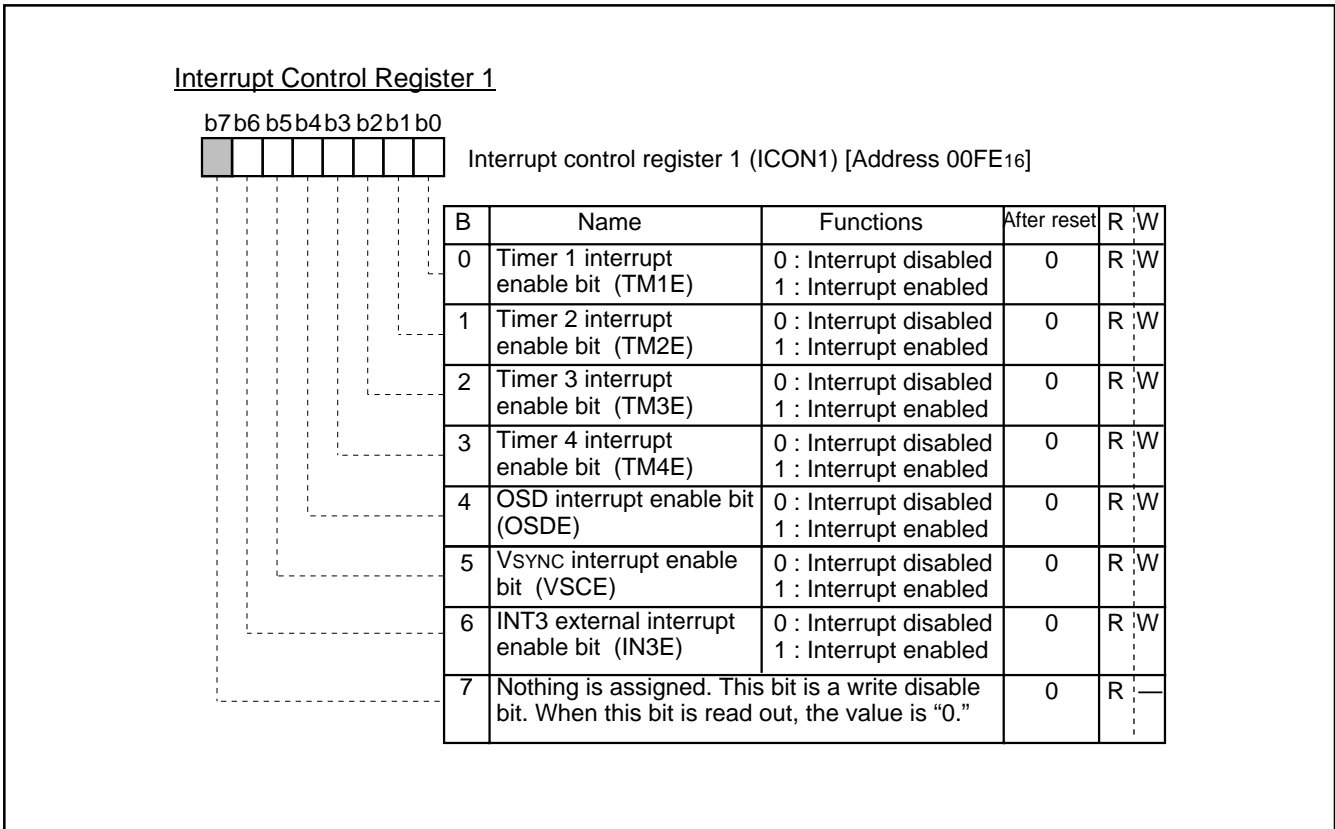 Interrupt Control Register 1
b7 b6 b5 b4 b3 b2 b1 b0
Interrupt control register 1 (ICON1) [Address 00FE16]
B Name Functions After reset R W
0 Timer 1 interrupt enable bit (TM1E) 0 : Interrupt disabled 1 : Interrupt enabled 0 R W
1 Timer 2 interrupt enable bit (TM2E) 0 : Interrupt disabled 1 : Interrupt enabled 0 R W
2 Timer 3 interrupt enable bit (TM3E) 0 : Interrupt disabled 1 : Interrupt enabled 0 R W
3 Timer 4 interrupt enable bit (TM4E) 0 : Interrupt disabled 1 : Interrupt enabled 0 R W
4 OSD interrupt enable bit (OSDE) 0 : Interrupt disabled 1 : Interrupt enabled 0 R W
5 VSYNC interrupt enable bit (VSCE) 0 : Interrupt disabled 1 : Interrupt enabled 0 R W
6 INT3 external interrupt enable bit (IN3E) 0 : Interrupt disabled 1 : Interrupt enabled 0 R W
7 Nothing is assigned. This bit is a write disable bit. When this bit is read out, the value is “0.” 0 R —